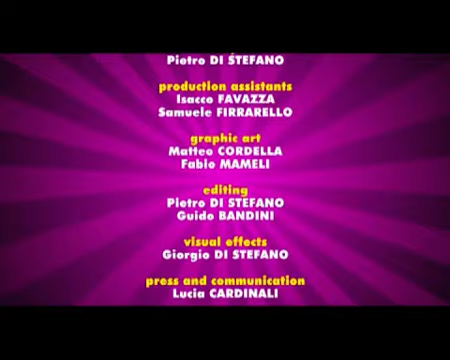 Pietro DI STEFANO
production assistants
Isacco FAVAZZA
Samuele FIRRARELLO
graphic art
Matteo CORDELLA
Fabio MAMELI
editing
Pietro DI STEFANO
Guido BANDINI
visual effects
Giorgio DI STEFANO
press and communication
Lucia CARDINALI